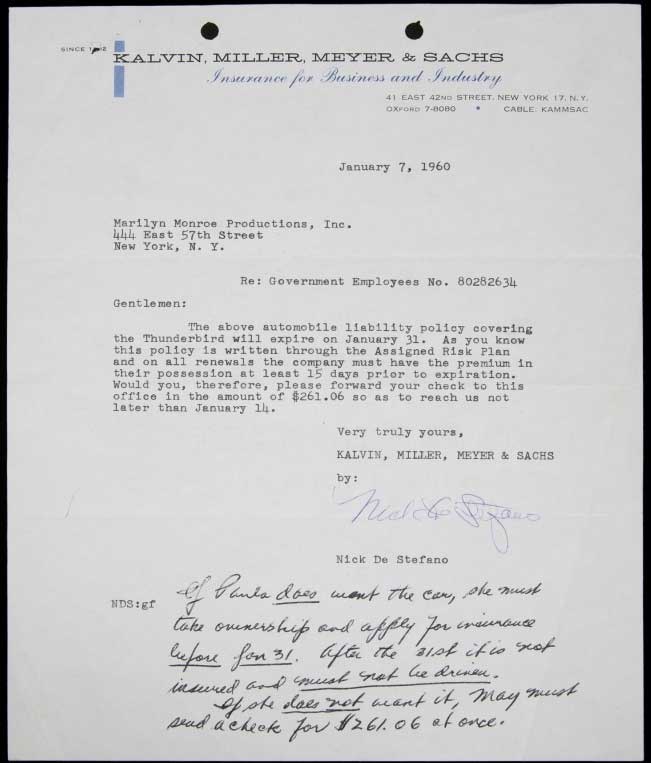 SINCE 1902
KALVIN, MILLER, MEYER & SACHS
Insurance for Business and Industry
41 EAST 42ND STREET, NEW YORK 17, N.Y.
OXFORD 7-8080 • CABLE: KAMMSAC
January 7, 1960
Marilyn Monroe Productions, Inc.
444 East 57th Street
New York, N. Y.
Re: Government Employees No. 80282634
Gentlemen:
The above automobile liability policy covering
the Thunderbird will expire on January 31. As you know
this policy is written through the Assigned Risk Plan
and on all renewals the company must have the premium in
their possession at least 15 days prior to expiration.
Would you, therefore, please forward your check to this
office in the amount of $261.06 so as to reach us not
later than January 14.
Very truly yours,
KALVIN, MILLER, MEYER & SACHS
by:
Nick De Stefano
Nick De Stefano
NDS:gf
If Paula does want the car, she must
take ownership and apply for insurance
before Jan 31. After the 31st it is not
insured and must not be driven.
If she does not want it, May must
send a check for $261.06 at once.